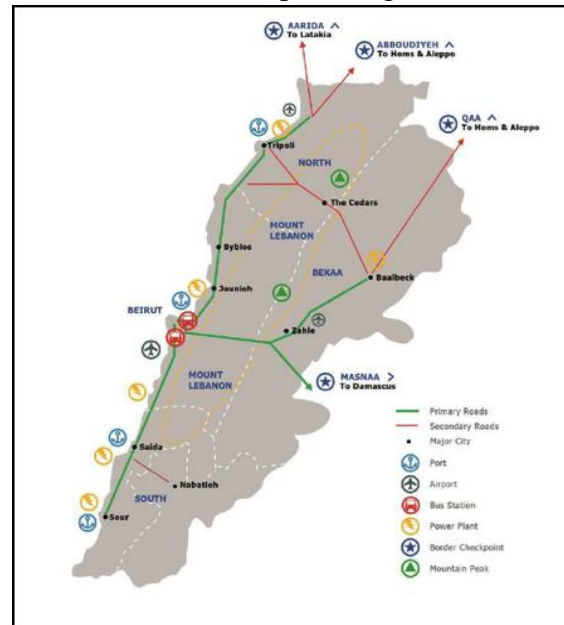 AARIDA ^
To Latakia
ABBOUDIYEH ^
To Homs & Aleppo
QAA ^
To Homs & Aleppo
Tripoli
NORTH
The Cedars
MOUNT
LEBANON
Byblos
BEKAA
Baalbeck
Jounieh
BEIRUT
Zahle
MASNAA >
To Damascus
MOUNT
LEBANON
Saida
Nabatieh
SOUTH
Sour
Primary Roads
Secondary Roads
Major City
Port
Airport
Bus Station
Power Plant
Border Checkpoint
Mountain Peak